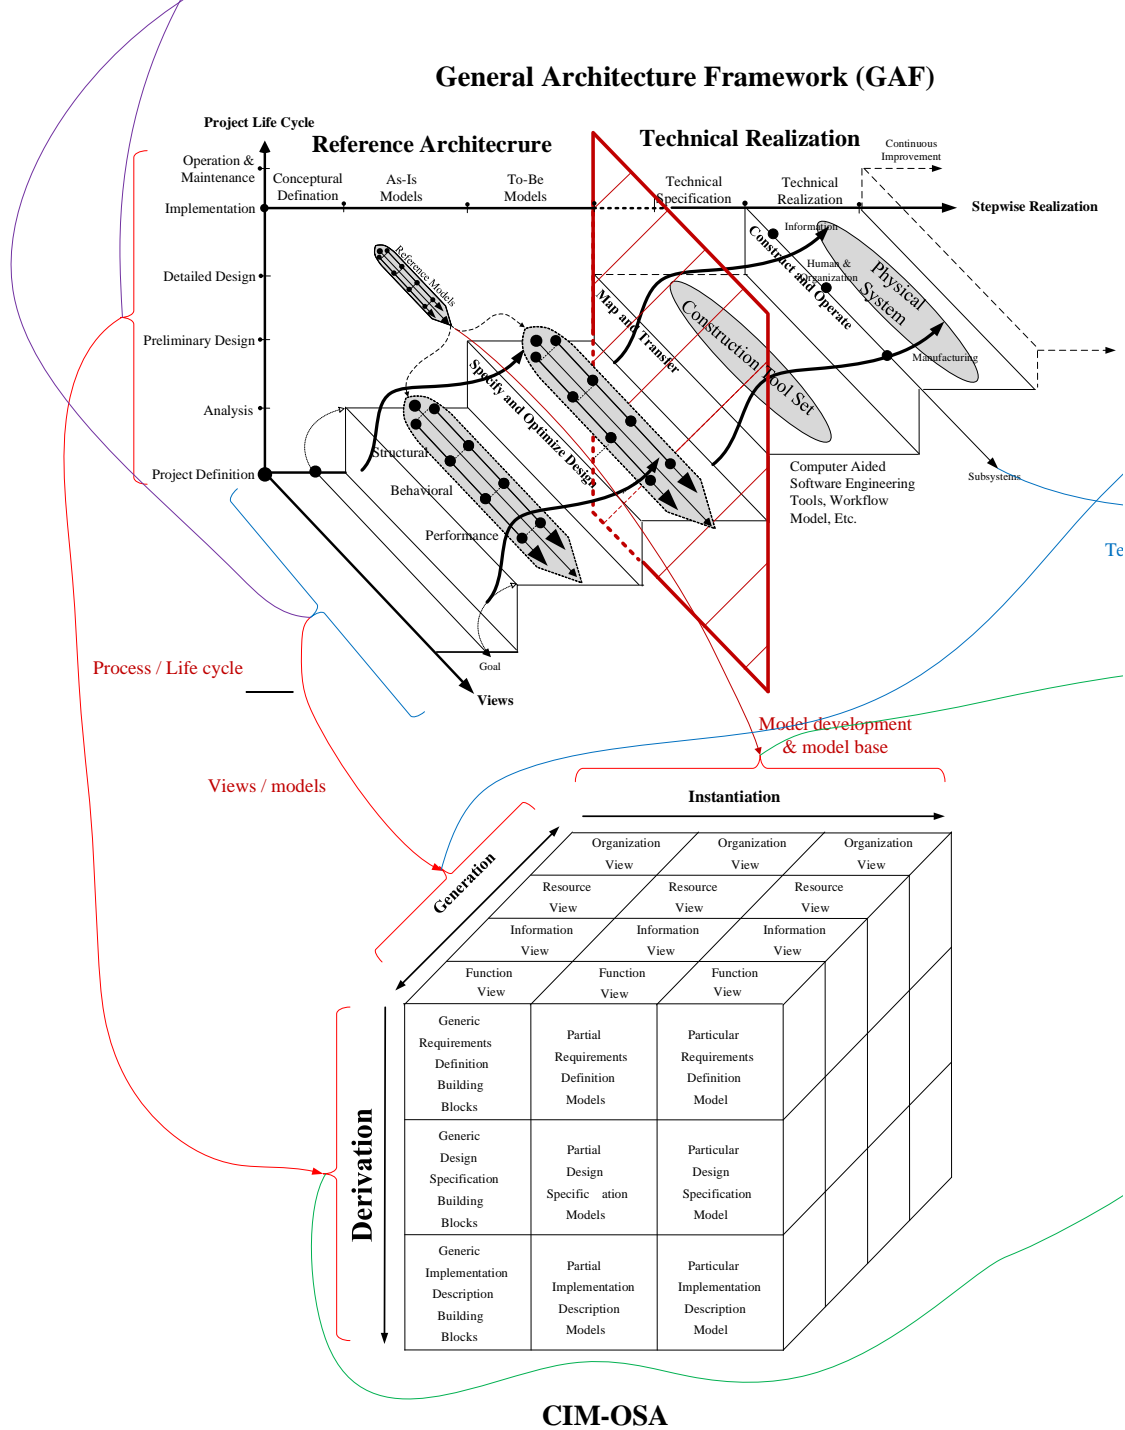 General Architecture Framework (GAF)
Project Life Cycle
Reference Architecrure
Technical Realization
Continuous
Improvement
Operation &
Maintenance
Conceptural
Defination
As-Is
Models
To-Be
Models
Technical
Specification
Technical
Realization
Implementation
Stepwise Realization
Information
Construct and Operate
Human &
Organization
Physical
System
Manufacturing
Reference Models
Detailed Design
Map and Transfer
Construction Tool Set
Preliminary Design
Specify and Optimize Design
Analysis
Structural
Behavioral
Performance
Project Definition
Computer Aided
Software Engineering
Tools, Workflow
Model, Etc.
Subsystems
Te
Goal
Views
Process / Life cycle
Model development
& model base
Views / models
Instantiation
Generation
Organization
View
Organization
View
Organization
View
Resource
View
Resource
View
Resource
View
Information
View
Information
View
Information
View
Function
View
Function
View
Function
View
Derivation
Generic
Requirements
Definition
Building
Blocks
Partial
Requirements
Definition
Models
Particular
Requirements
Definition
Model
Generic
Design
Specification
Building
Blocks
Partial
Design
Specific ation
Models
Particular
Design
Specification
Model
Generic
Implementation
Description
Building
Blocks
Partial
Implementation
Description
Models
Particular
Implementation
Description
Model
CIM-OSA